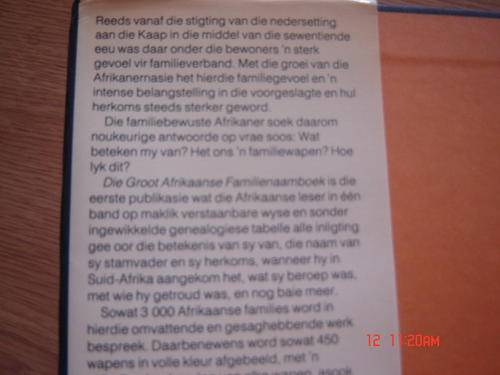 Reeds vanaf die stigting van die nedersetting
aan die Kaap in die middel van die sewentiende
eeu was daar onder die bewoners 'n sterk
gevoel vir familieverband. Met die groei van die
Afrikanernasie het hierdie familiegevoel en 'n
intense belangstelling in die voorgeslagte en hul
herkoms steeds sterker geword.
Die familiebewuste Afrikaner soek daarom
noukeurige antwoorde op vrae soos: Wat
beteken my van? Het ons 'n familiewapen? Hoe
lyk dit?
Die Groot Afrikaanse Familienaamboek is die
eerste publikasie wat die Afrikaanse leser in één
band op maklik verstaanbare wyse en sonder
ingewikkelde genealogiese tabelle alle inligting
gee oor die betekenis van sy van, die naam van
sy stamvader en sy herkoms, wanneer hy in
Suid-Afrika aangekom het, wat sy beroep was,
met wie hy getroud was, en nog baie meer.
Sowat 3 000 Afrikaanse families word in
hierdie omvattende en gesaghebbende werk
bespreek. Daarbenewens word sowat 450
wapens in volle kleur afgebeeld, met 'n
12 11:20AM